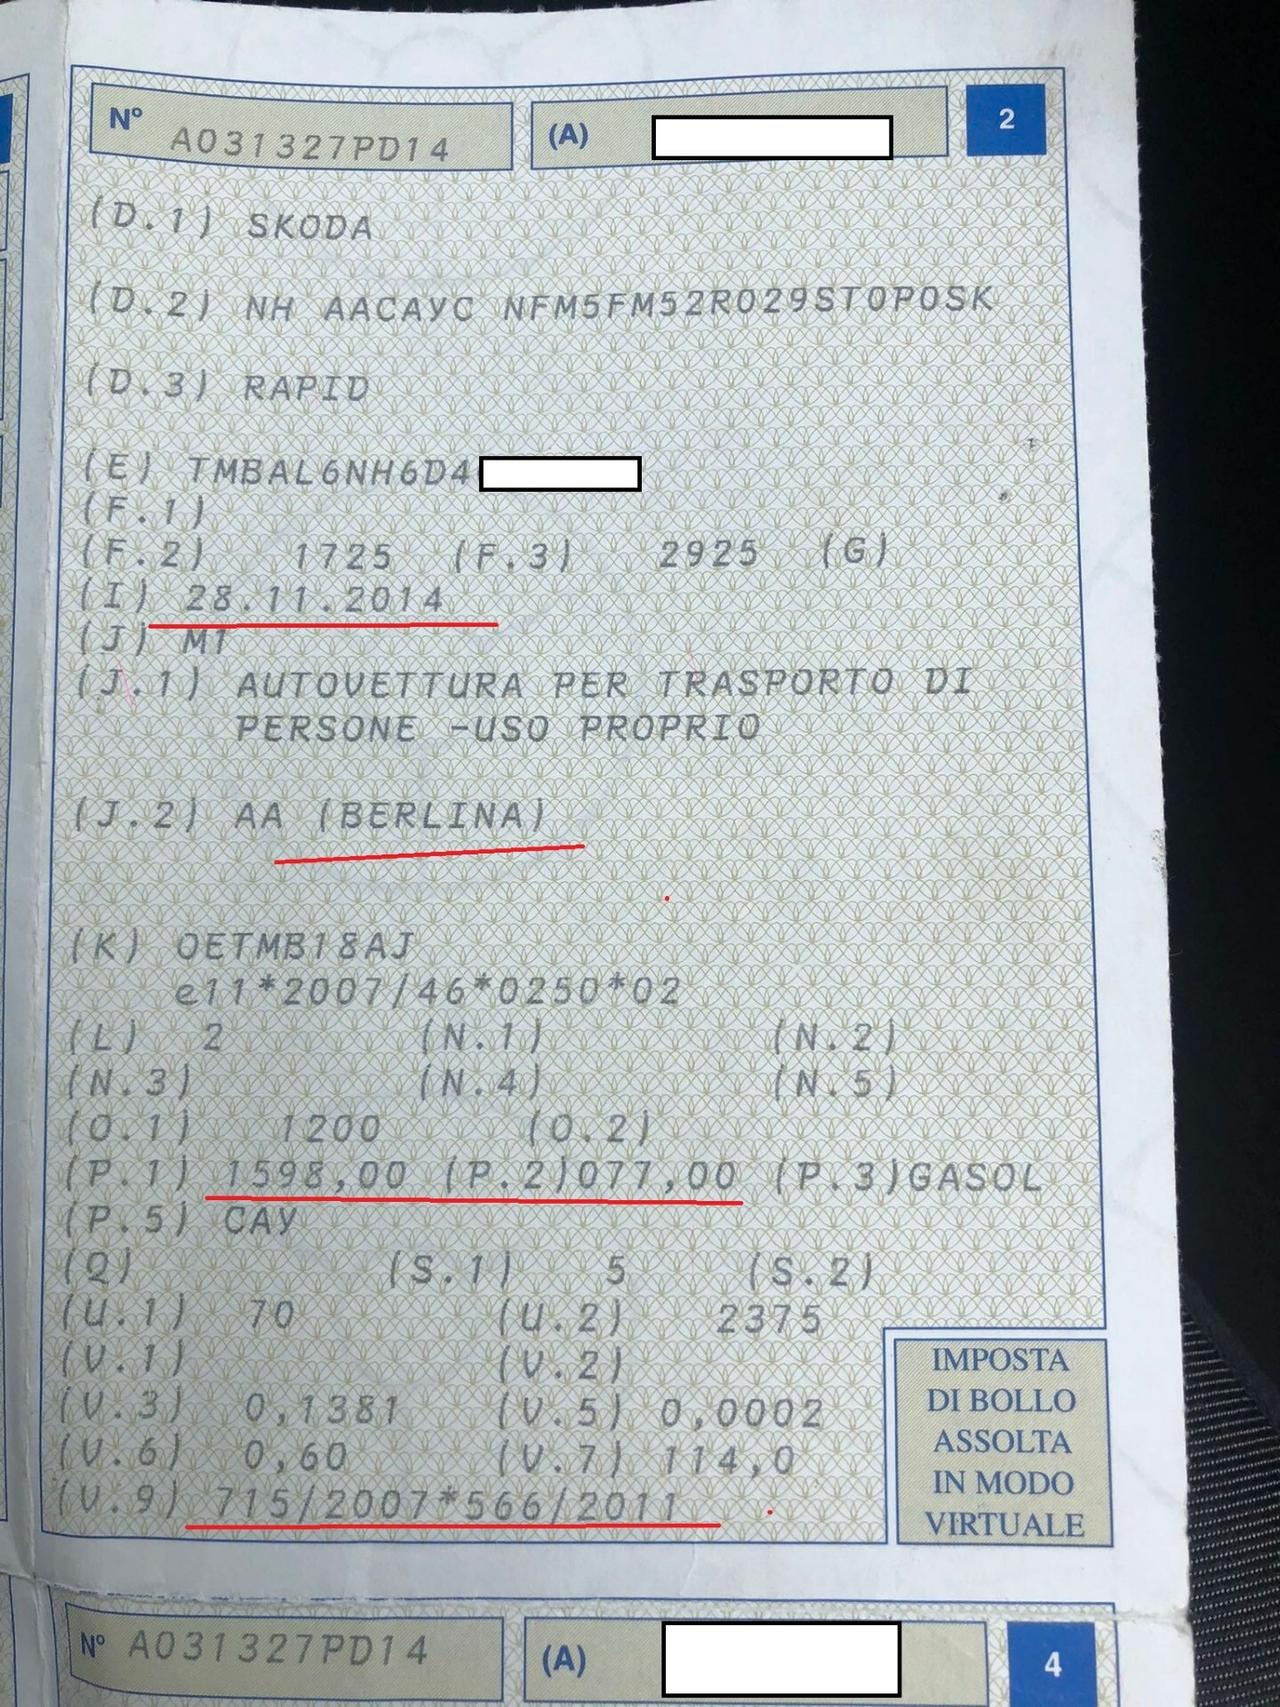 Nº A031327PD14 (A) 2
(D.1) SKODA
(D.2) NH AACAYC NFM5FM52R029ST0P0SK
(D.3) RAPID
(E) TMBAL6NH6D4
(F.1)
(F.2) 1725 (F.3) 2925 (G)
(I) 28.11.2014
(J) M1
(J.1) AUTOVETTURA PER TRASPORTO DI
PERSONE -USO PROPRIO
(J.2) AA (BERLINA)
(K) OETMB18AJ
e11*2007/46*0250*02
(L) 2 (N.1) (N.2)
(N.3) (N.4) (N.5)
(O.1) 1200 (O.2)
(P.1) 1598,00 (P.2)077,00 (P.3)GASOL
(P.5) CAY
(Q) (S.1) 5 (S.2)
(U.1) 70 (U.2) 2375
(V.1) (V.2)
(V.3) 0,1381 (V.5) 0,0002
(V.6) 0,60 (V.7) 114,0
(V.9) 715/2007*566/2011
IMPOSTA
DI BOLLO
ASSOLTA
IN MODO
VIRTUALE
Nº A031327PD14 (A) 4